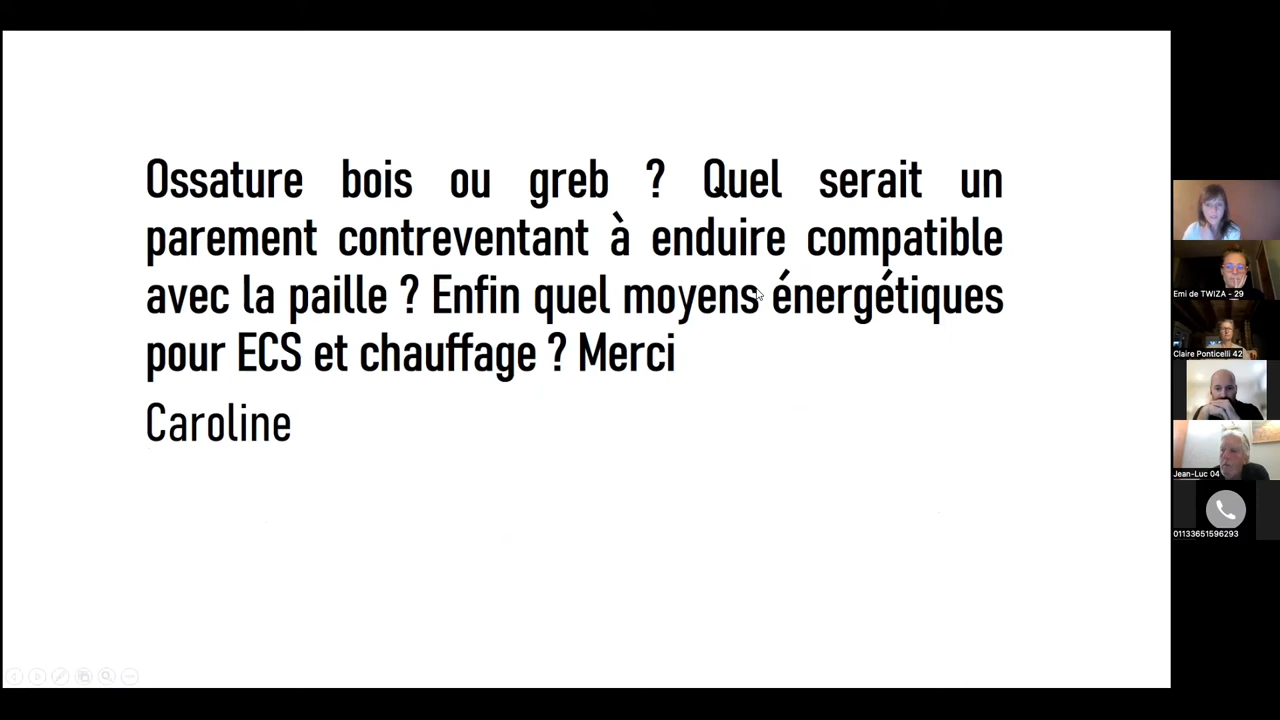 Ossature bois ou greb ? Quel serait un
parement contreventant à enduire compatible
avec la paille ? Enfin quel moyens énergétiques
pour ECS et chauffage ? Merci
Caroline
Emi de TWIZA - 29
Claire Ponticelli 42
Jean-Luc 04
01133651596293